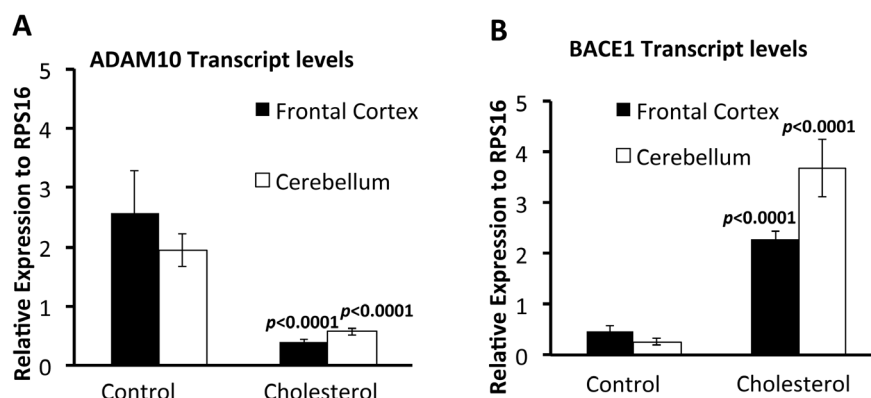 A
ADAM10 Transcript levels
Relative Expression to RPS16
5
4
3
2
1
0
Frontal Cortex
Cerebellum
p<0.0001
p<0.0001
Control
Cholesterol
B
BACE1 Transcript levels
Relative Expression to RPS16
5
4
3
2
1
0
Frontal Cortex
Cerebellum
p<0.0001
p<0.0001
Control
Cholesterol